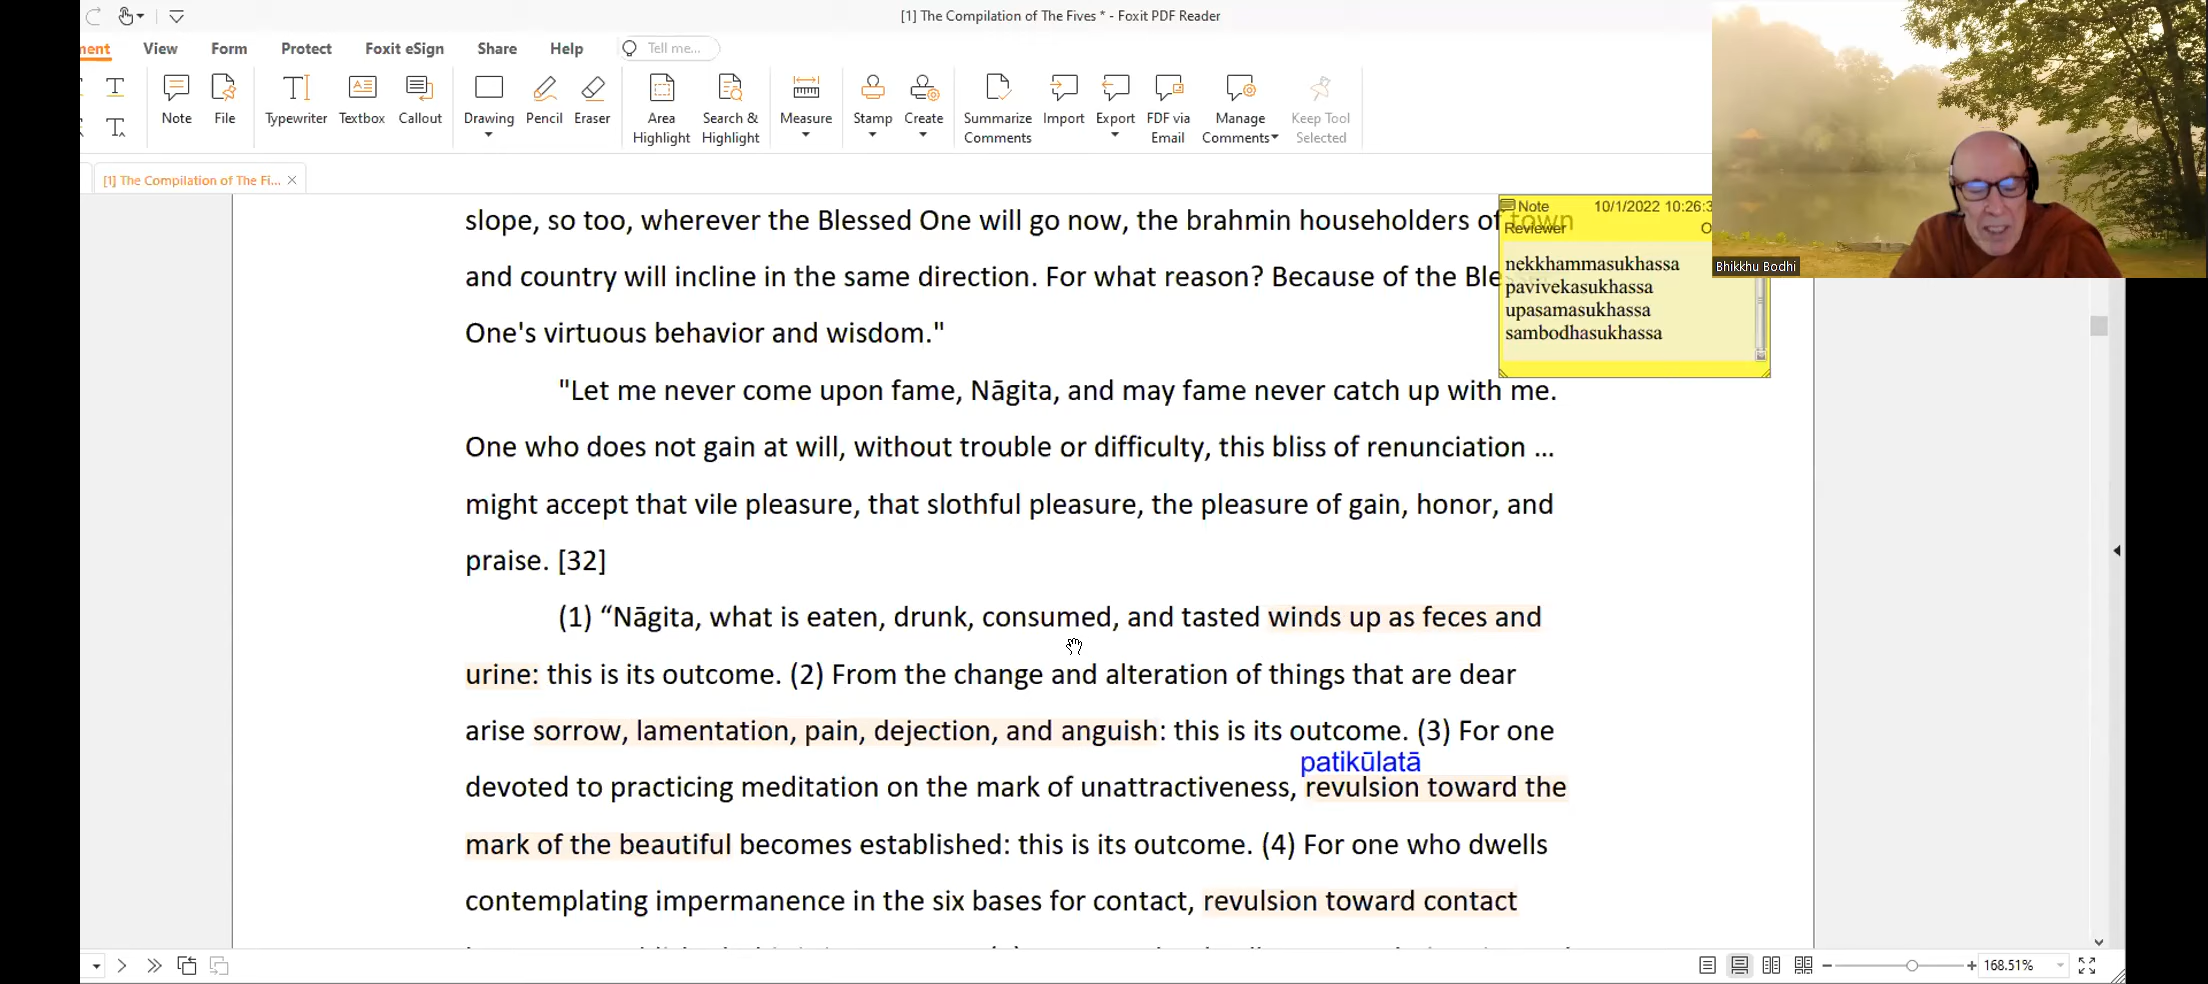 [1] The Compilation of The Fives * - Foxit PDF Reader
View Form Protect Foxit eSign Share Help Tell me...
Note File Typewriter Textbox Callout Drawing Pencil Eraser Area Highlight Search & Highlight Measure Stamp Create Summarize Comments Import Export FDF via Email Manage Comments Keep Tool Selected
[1] The Compilation of The Fi...
Note 10/1/2022 10:26:3
Reviewer
nekkhammasukhassa
pavivekasukhassa
upasamasukhassa
sambodhasukhassa
Bhikkhu Bodhi
slope, so too, wherever the Blessed One will go now, the brahmin householders of town
and country will incline in the same direction. For what reason? Because of the Ble
One's virtuous behavior and wisdom."
"Let me never come upon fame, Nāgita, and may fame never catch up with me.
One who does not gain at will, without trouble or difficulty, this bliss of renunciation ...
might accept that vile pleasure, that slothful pleasure, the pleasure of gain, honor, and
praise. [32]
(1) “Nāgita, what is eaten, drunk, consumed, and tasted winds up as feces and
urine: this is its outcome. (2) From the change and alteration of things that are dear
arise sorrow, lamentation, pain, dejection, and anguish: this is its outcome. (3) For one
patikūlatā
devoted to practicing meditation on the mark of unattractiveness, revulsion toward the
mark of the beautiful becomes established: this is its outcome. (4) For one who dwells
contemplating impermanence in the six bases for contact, revulsion toward contact
168.51%